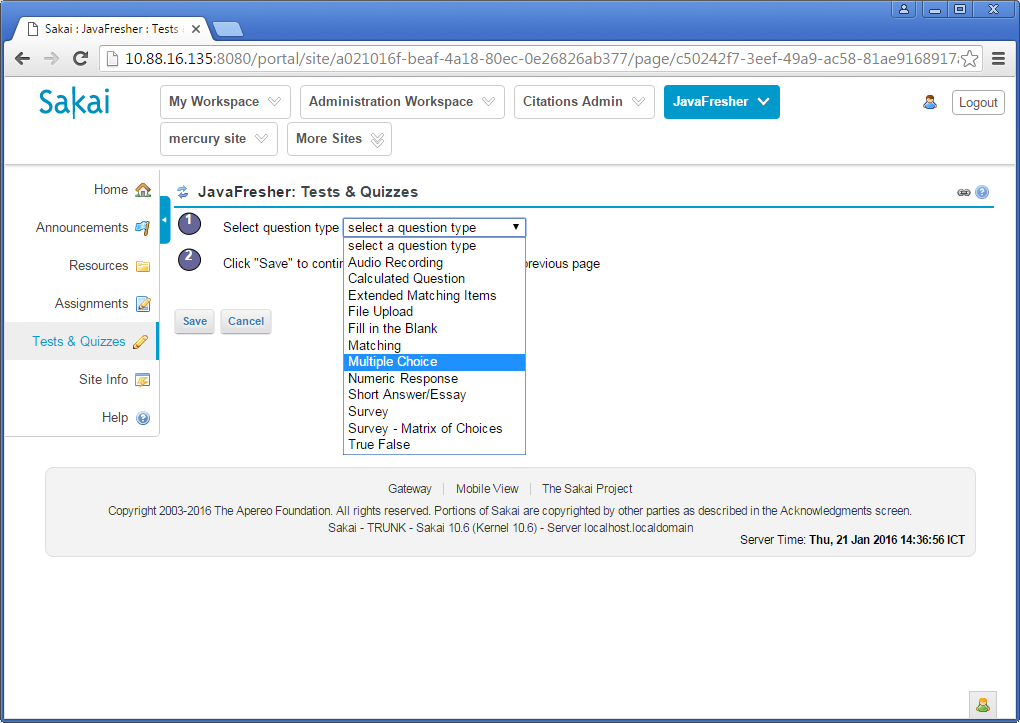 Sakai : JavaFresher : Tests
10.88.16.135:8080/portal/site/a021016f-beaf-4a18-80ec-0e26826ab377/page/c50242f7-3eef-49a9-ac58-81ae9168917
Sakai
My Workspace
Administration Workspace
Citations Admin
JavaFresher
Logout
mercury site
More Sites
Home
Announcements
Resources
Assignments
Tests & Quizzes
Site Info
Help
JavaFresher: Tests & Quizzes
1
Select question type
select a question type
2
Click "Save" to contin
previous page
select a question type
Audio Recording
Calculated Question
Extended Matching Items
File Upload
Fill in the Blank
Matching
Multiple Choice
Numeric Response
Short Answer/Essay
Survey
Survey - Matrix of Choices
True False
Save
Cancel
Gateway | Mobile View | The Sakai Project
Copyright 2003-2016 The Apereo Foundation. All rights reserved. Portions of Sakai are copyrighted by other parties as described in the Acknowledgments screen.
Sakai - TRUNK - Sakai 10.6 (Kernel 10.6) - Server localhost.localdomain
Server Time: Thu, 21 Jan 2016 14:36:56 ICT